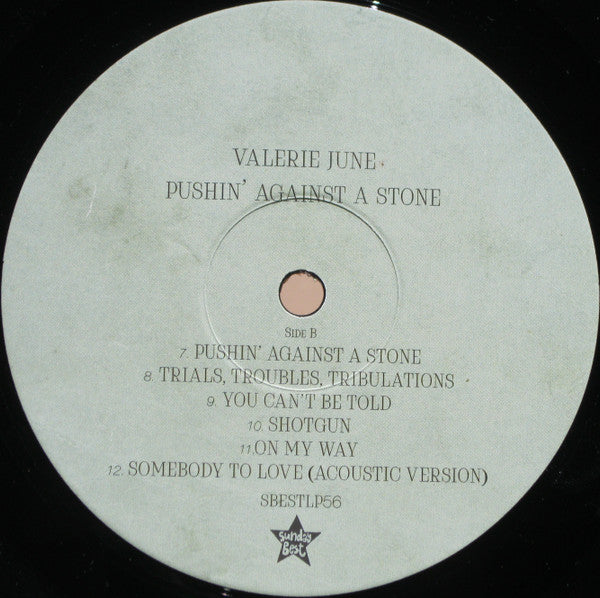 VALERIE JUNE
PUSHIN' AGAINST A STONE
SIDE B
7. PUSHIN' AGAINST A STONE
8. TRIALS, TROUBLES, TRIBULATIONS
9. YOU CAN'T BE TOLD
10. SHOTGUN
11. ON MY WAY
12. SOMEBODY TO LOVE (ACOUSTIC VERSION)
SBESTLP56
sunday
Best